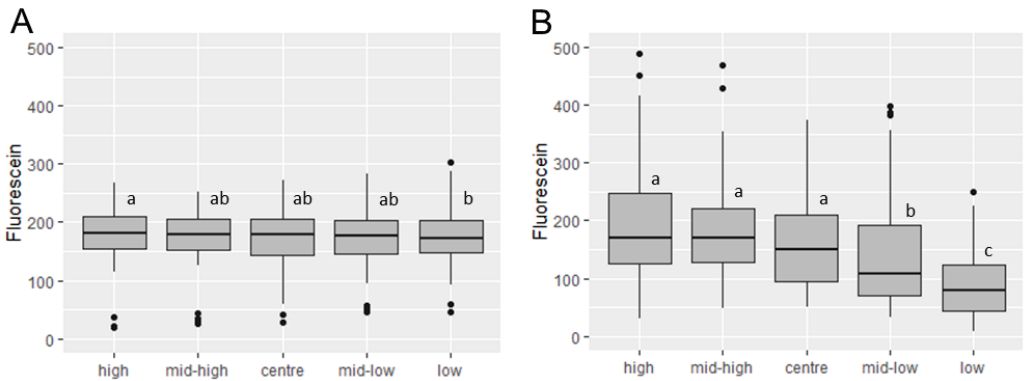 A
B
Fluorescein
500
400
300
200
100
0
a
ab
ab
ab
b
high
mid-high
centre
mid-low
low
Fluorescein
500
400
300
200
100
0
a
a
a
b
c
high
mid-high
centre
mid-low
low